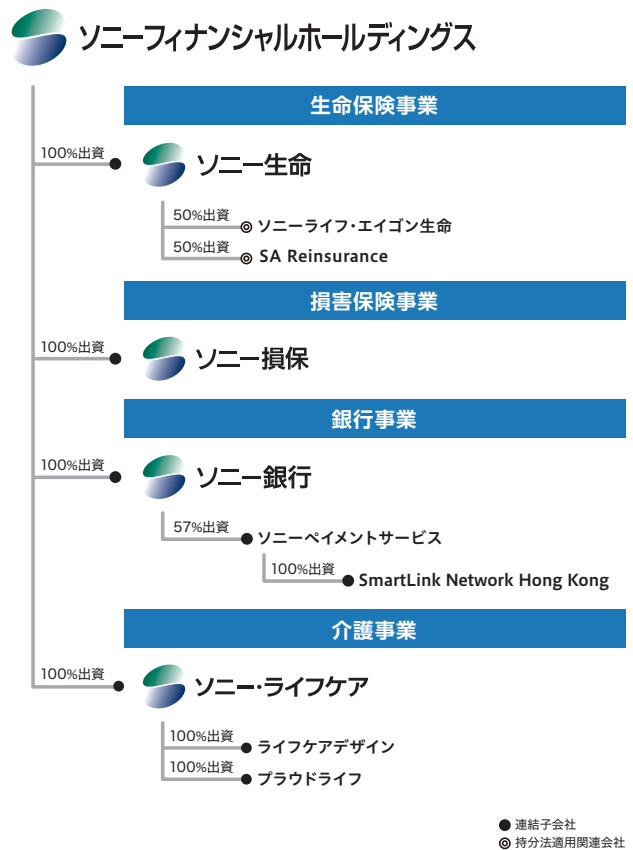 ソニーフィナンシャルホールディングス
生命保険事業
100%出資
ソニー生命
50%出資
ソニーライフ・エイゴン生命
50%出資
SA Reinsurance
損害保険事業
100%出資
ソニー損保
銀行事業
100%出資
ソニー銀行
57%出資
ソニーペイメントサービス
100%出資
SmartLink Network Hong Kong
介護事業
100%出資
ソニー・ライフケア
100%出資
ライフケアデザイン
100%出資
プラウドライフ
連結子会社
持分法適用関連会社